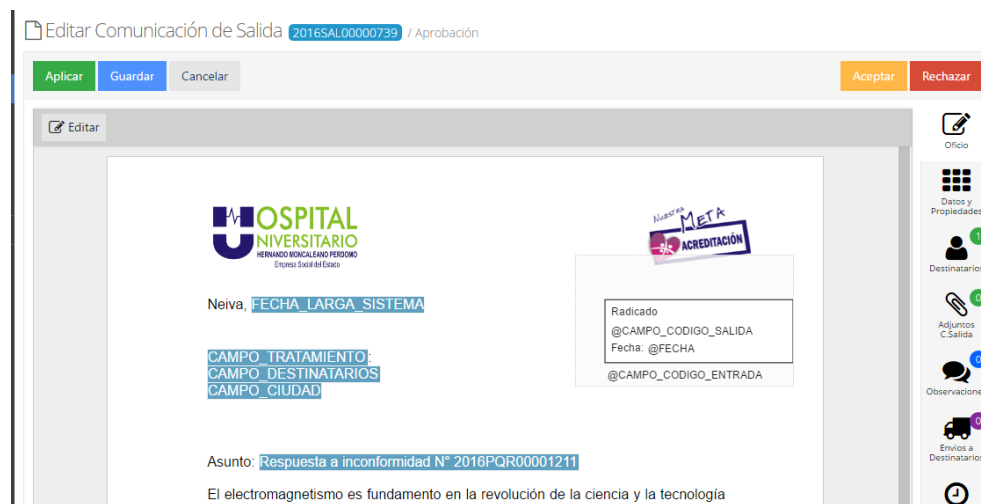 Editar Comunicación de Salida 2016SAL00000739 / Aprobación
Aplicar Guardar Cancelar Aceptar Rechazar
Editar
Oficio
Datos y
Propiedades
1
Destinatarios
0
Adjuntos
C.Salida
0
Observaciones
0
Envios a
Destinatarios
HOSPITAL
UNIVERSITARIO
HERNANDO MONCALEANO PERDOMO
Empresa Social del Estado
NUESTRA META
ACREDITACIÓN
Neiva, FECHA_LARGA_SISTEMA
Radicado
@CAMPO_CODIGO_SALIDA
Fecha: @FECHA
@CAMPO_CODIGO_ENTRADA
CAMPO_TRATAMIENTO:
CAMPO_DESTINATARIOS
CAMPO_CIUDAD
Asunto: Respuesta a inconformidad N° 2016PQR00001211
El electromagnetismo es fundamento en la revolución de la ciencia y la tecnología